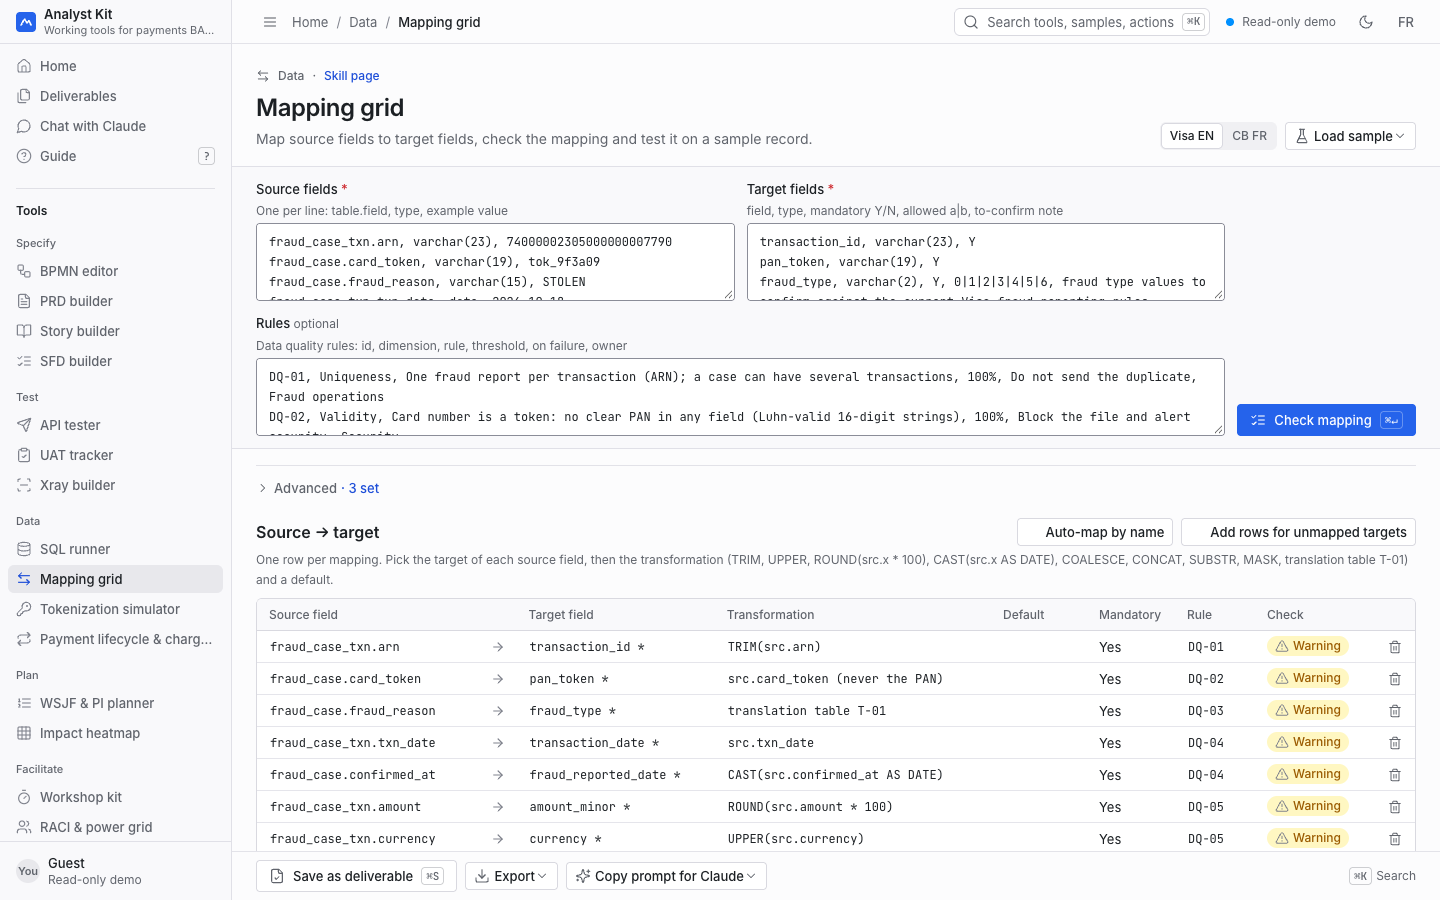 Analyst Kit
Working tools for payments BA...
Home
Deliverables
Chat with Claude
Guide
?
Tools
Specify
BPMN editor
PRD builder
Story builder
SFD builder
Test
API tester
UAT tracker
Xray builder
Data
SQL runner
Mapping grid
Tokenization simulator
Payment lifecycle & charg...
Plan
WSJF & PI planner
Impact heatmap
Facilitate
Workshop kit
RACI & power grid
You
Guest
Read-only demo
Home / Data / Mapping grid
Search tools, samples, actions ⌘K
Read-only demo
FR
Data · Skill page
Mapping grid
Map source fields to target fields, check the mapping and test it on a sample record.
Visa EN CB FR
Load sample
Source fields *
One per line: table.field, type, example value
fraud_case_txn.arn, varchar(23), 74000002305000000007790
fraud_case.card_token, varchar(19), tok_9f3a09
fraud_case.fraud_reason, varchar(15), STOLEN
fraud_case_txn.txn_date, date, 2026-10-18
Target fields *
field, type, mandatory Y/N, allowed a|b, to-confirm note
transaction_id, varchar(23), Y
pan_token, varchar(19), Y
fraud_type, varchar(2), Y, 0|1|2|3|4|5|6, fraud type values to
confirm against the current Visa fraud reporting rules
Rules optional
Data quality rules: id, dimension, rule, threshold, on failure, owner
DQ-01, Uniqueness, One fraud report per transaction (ARN); a case can have several transactions, 100%, Do not send the duplicate,
Fraud operations
DQ-02, Validity, Card number is a token: no clear PAN in any field (Luhn-valid 16-digit strings), 100%, Block the file and alert
security, Security
Check mapping ⌘↵
Advanced · 3 set
Source → target
Auto-map by name
Add rows for unmapped targets
One row per mapping. Pick the target of each source field, then the transformation (TRIM, UPPER, ROUND(src.x * 100), CAST(src.x AS DATE), COALESCE, CONCAT, SUBSTR, MASK, translation table T-01)
and a default.
Source field Target field Transformation Default Mandatory Rule Check
fraud_case_txn.arn → transaction_id * TRIM(src.arn) Yes DQ-01 Warning
fraud_case.card_token → pan_token * src.card_token (never the PAN) Yes DQ-02 Warning
fraud_case.fraud_reason → fraud_type * translation table T-01 Yes DQ-03 Warning
fraud_case_txn.txn_date → transaction_date * src.txn_date Yes DQ-04 Warning
fraud_case.confirmed_at → fraud_reported_date * CAST(src.confirmed_at AS DATE) Yes DQ-04 Warning
fraud_case_txn.amount → amount_minor * ROUND(src.amount * 100) Yes DQ-05 Warning
fraud_case_txn.currency → currency * UPPER(src.currency) Yes DQ-05 Warning
Save as deliverable ⌘S
Export
Copy prompt for Claude
⌘K Search